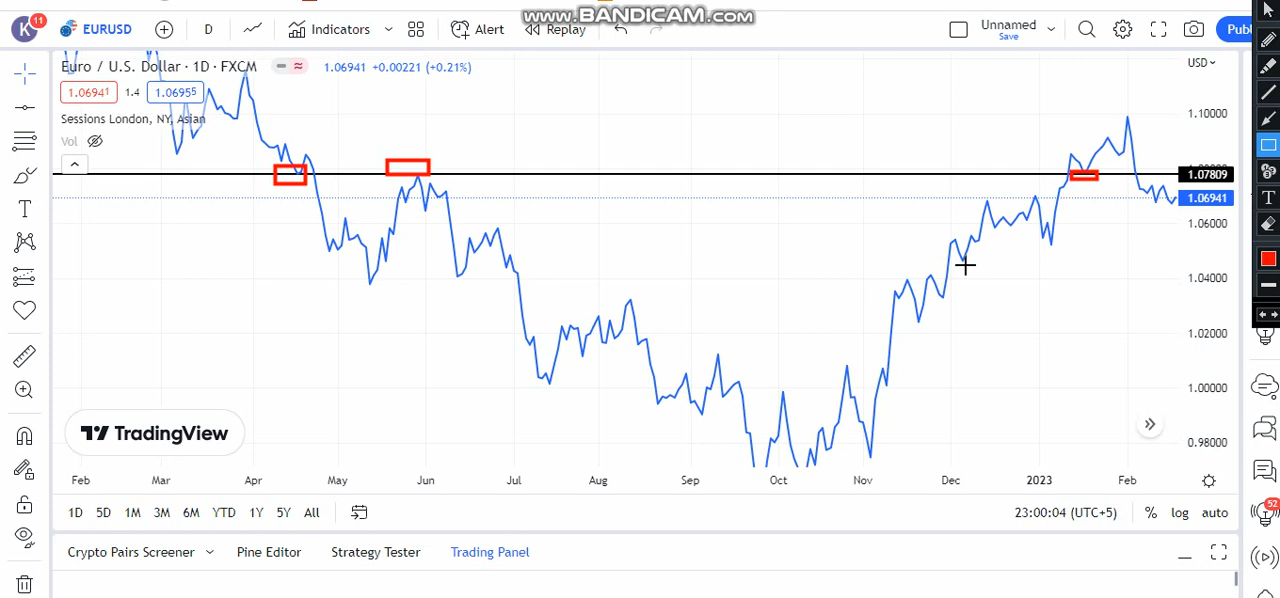 www.BANDICAM.com
K 11 EURUSD D Indicators Alert Replay Unnamed Save Publ
Euro / U.S. Dollar · 1D · FXCM 1.06941 +0.00221 (+0.21%) USD
1.06941 1.4 1.06955
Sessions London, NY, Asian
Vol
1.10000
1.07809
1.06941
1.06000
1.04000
1.02000
1.00000
0.98000
TradingView
Feb Mar Apr May Jun Jul Aug Sep Oct Nov Dec 2023 Feb
1D 5D 1M 3M 6M YTD 1Y 5Y All 23:00:04 (UTC+5) % log auto
52
Crypto Pairs Screener Pine Editor Strategy Tester Trading Panel